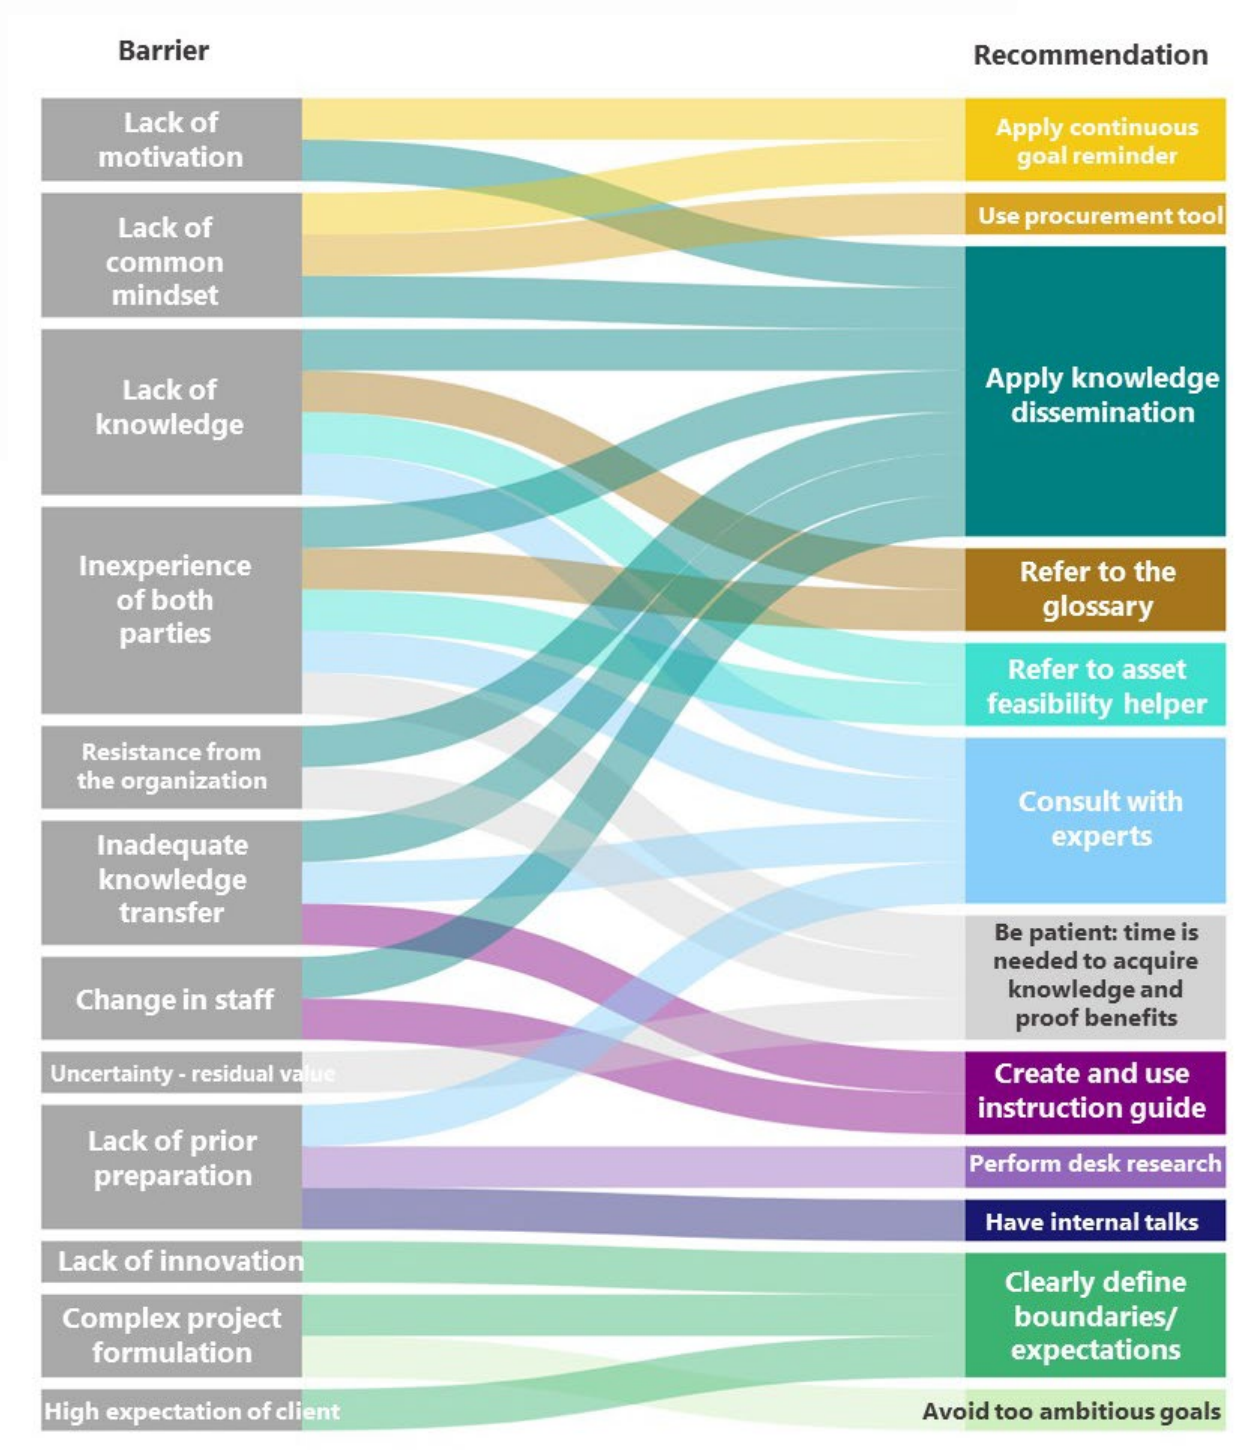 Barrier
Recommendation
Lack of
motivation
Lack of
common
mindset
Lack of
knowledge
Inexperience
of both
parties
Resistance from
the organization
Inadequate
knowledge
transfer
Change in staff
Uncertainty - residual value
Lack of prior
preparation
Lack of innovation
Complex project
formulation
High expectation of client
Apply continuous
goal reminder
Use procurement tool
Apply knowledge
dissemination
Refer to the
glossary
Refer to asset
feasibility helper
Consult with
experts
Be patient: time is
needed to acquire
knowledge and
proof benefits
Create and use
instruction guide
Perform desk research
Have internal talks
Clearly define
boundaries/
expectations
Avoid too ambitious goals